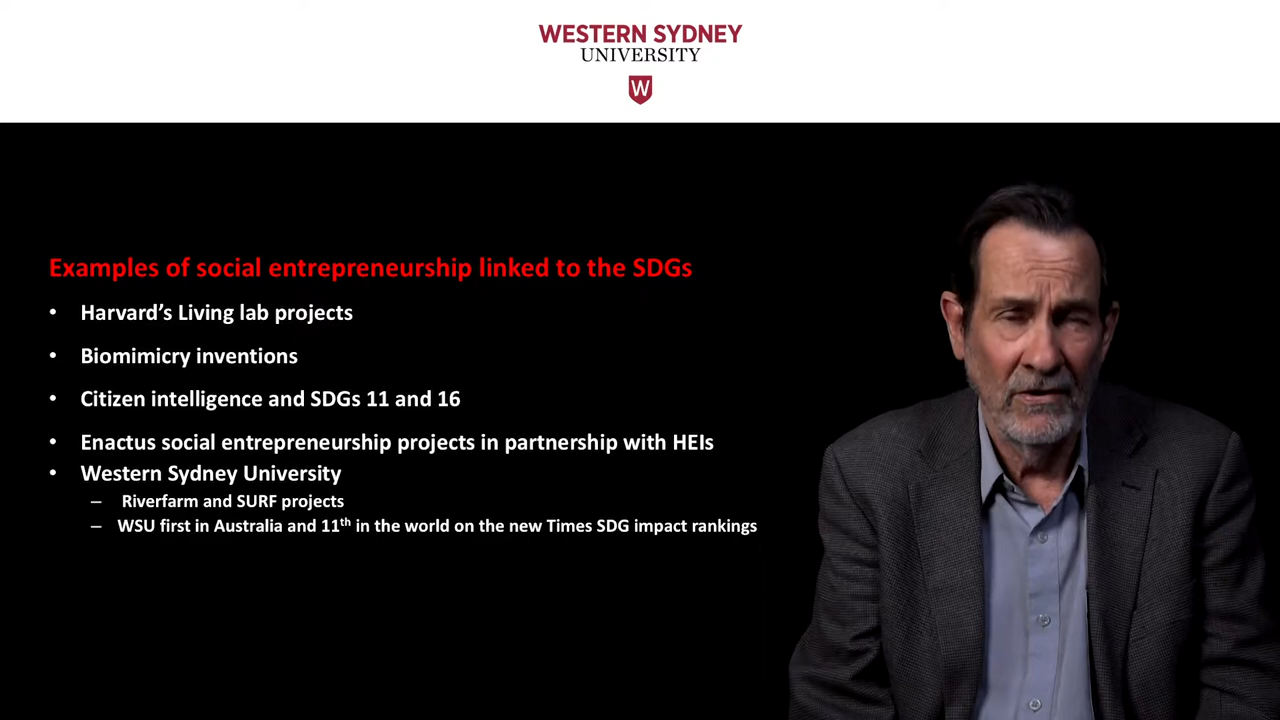 WESTERN SYDNEY
UNIVERSITY
W
Examples of social entrepreneurship linked to the SDGs
• Harvard’s Living lab projects
• Biomimicry inventions
• Citizen intelligence and SDGs 11 and 16
• Enactus social entrepreneurship projects in partnership with HEIs
• Western Sydney University
– Riverfarm and SURF projects
– WSU first in Australia and 11th in the world on the new Times SDG impact rankings